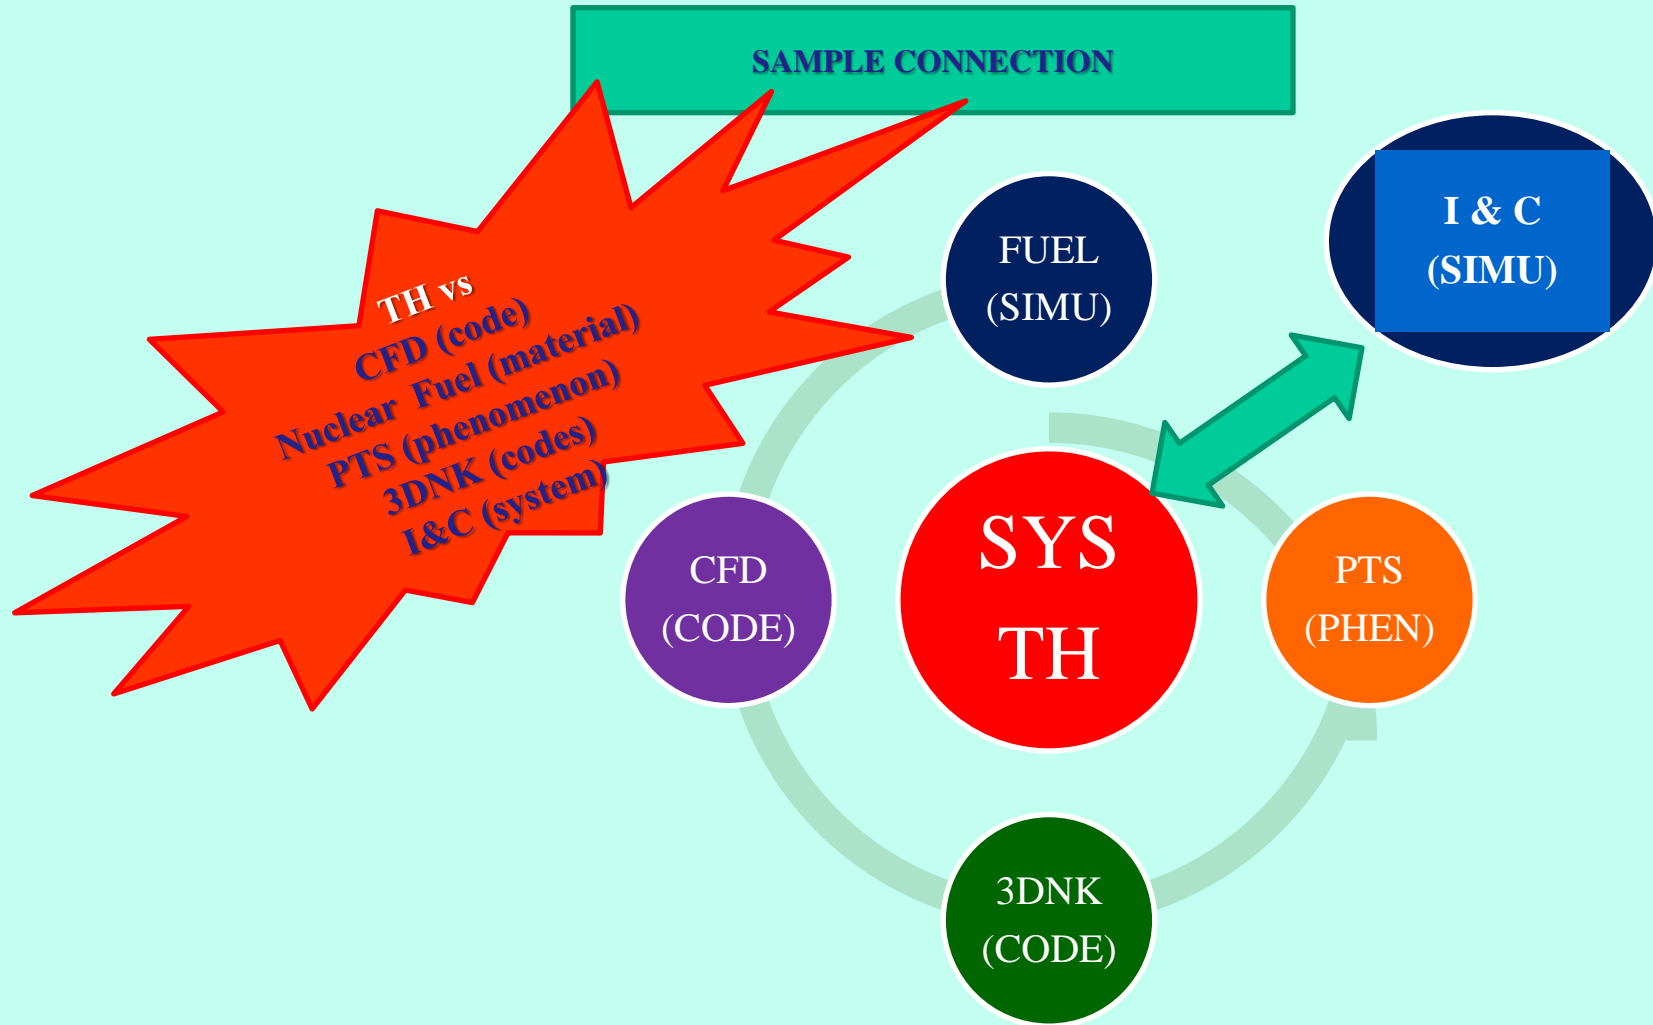 SAMPLE CONNECTION
TH vs
CFD (code)
Nuclear Fuel (material)
PTS (phenomenon)
3DNK (codes)
I&C (system)
FUEL
(SIMU)
I & C
(SIMU)
CFD
(CODE)
SYS
TH
PTS
(PHEN)
3DNK
(CODE)